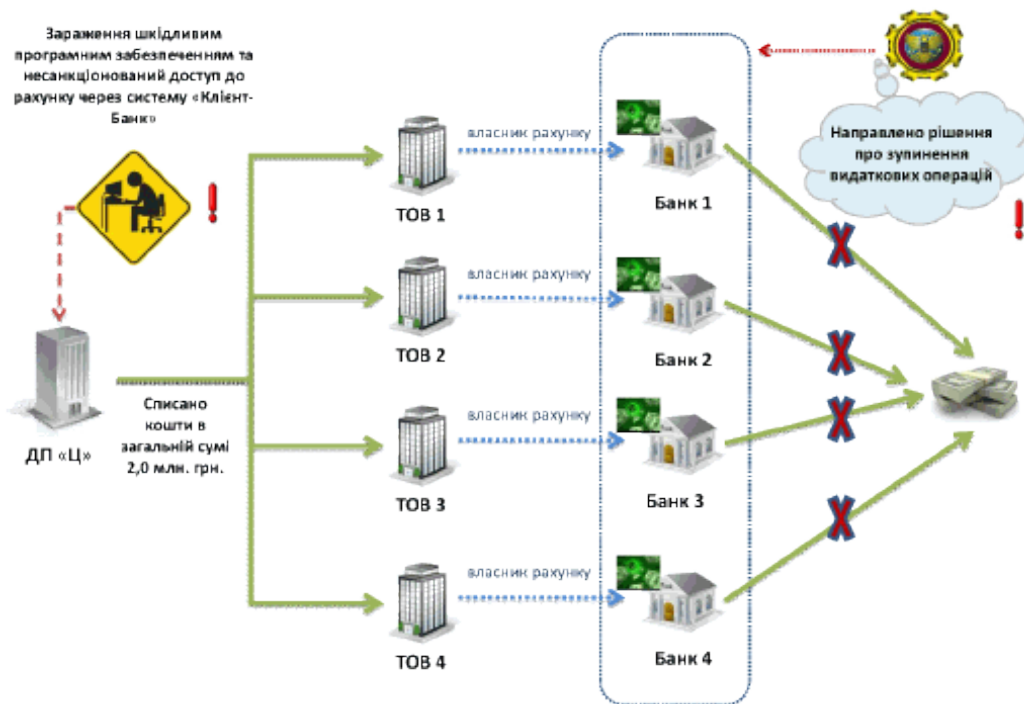 Зараження шкідливим
програмним забезпеченням та
несанкціонований доступ до
рахунку через систему «Клієнт-
Банк»
Направлено рішення
про зупинення
видаткових операцій
власник рахунку
ТОВ 1
Банк 1
власник рахунку
ТОВ 2
Банк 2
ДП «Ц»
Списано
кошти в
загальній сумі
2,0 млн. грн.
власник рахунку
ТОВ 3
Банк 3
власник рахунку
ТОВ 4
Банк 4